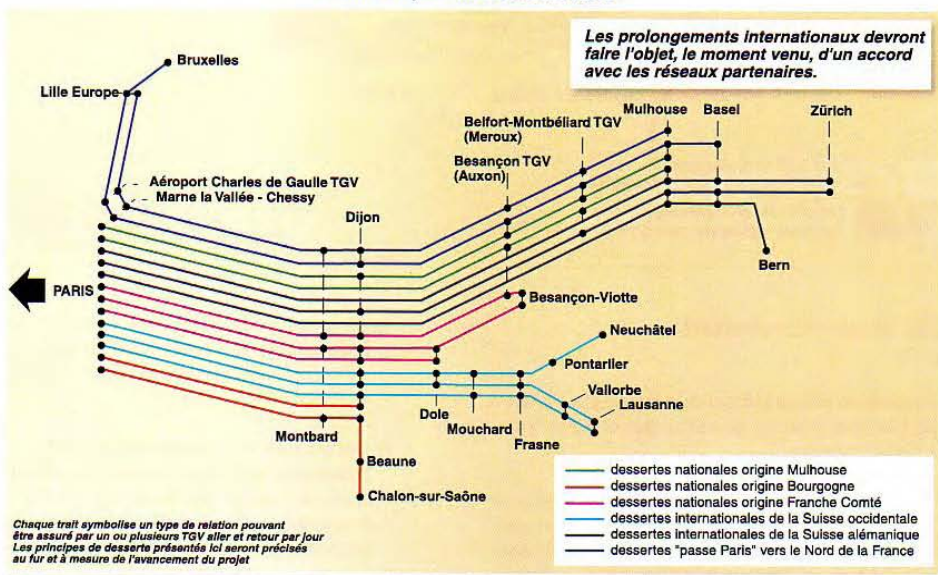 Les prolongements internationaux devront
faire l'objet, le moment venu, d'un accord
avec les réseaux partenaires.
Bruxelles
Lille Europe
Mulhouse
Basel
Zürich
Belfort-Montbéliard TGV
(Meroux)
Besançon TGV
(Auxon)
Aéroport Charles de Gaulle TGV
Marne la Vallée - Chessy
Dijon
Bern
PARIS
Besançon-Viotte
Neuchâtel
Pontarlier
Vallorbe
Lausanne
Dole
Mouchard
Frasne
Montbard
Beaune
Chalon-sur-Saône
dessertes nationales origine Mulhouse
dessertes nationales origine Bourgogne
dessertes nationales origine Franche Comté
dessertes internationales de la Suisse occidentale
dessertes internationales de la Suisse alémanique
dessertes "passe Paris" vers le Nord de la France
Chaque trait symbolise un type de relation pouvant
être assuré par un ou plusieurs TGV aller et retour par jour
Les principes de desserte présentés ici seront précisés
au fur et à mesure de l'avancement du projet